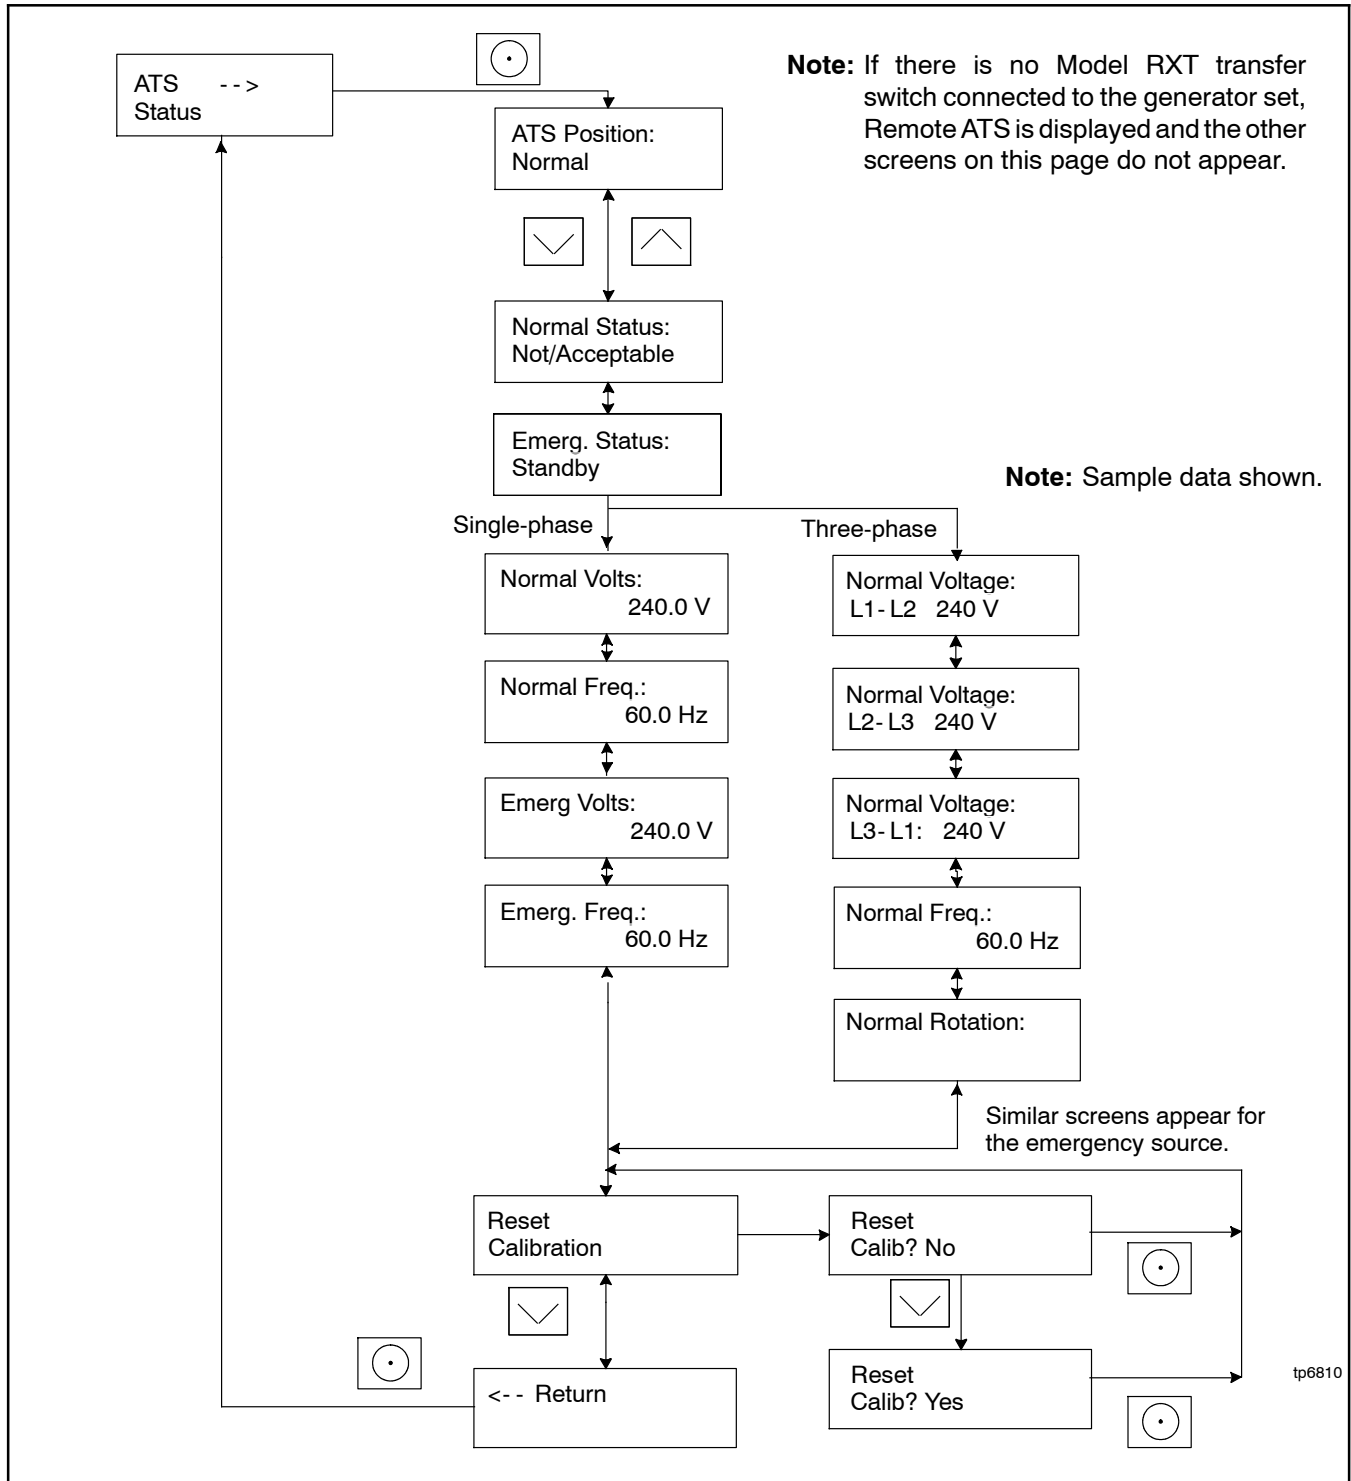 ATS -->
Status
Note: If there is no Model RXT transfer
switch connected to the generator set,
Remote ATS is displayed and the other
screens on this page do not appear.
ATS Position:
Normal
Normal Status:
Not/Acceptable
Emerg. Status:
Standby
Note: Sample data shown.
Single-phase
Three-phase
Normal Volts:
240.0 V
Normal Freq.:
60.0 Hz
Emerg Volts:
240.0 V
Emerg. Freq.:
60.0 Hz
Normal Voltage:
L1-L2 240 V
Normal Voltage:
L2-L3 240 V
Normal Voltage:
L3-L1: 240 V
Normal Freq.:
60.0 Hz
Normal Rotation:
Similar screens appear for
the emergency source.
Reset
Calibration
Reset
Calib? No
<-- Return
Reset
Calib? Yes
tp6810